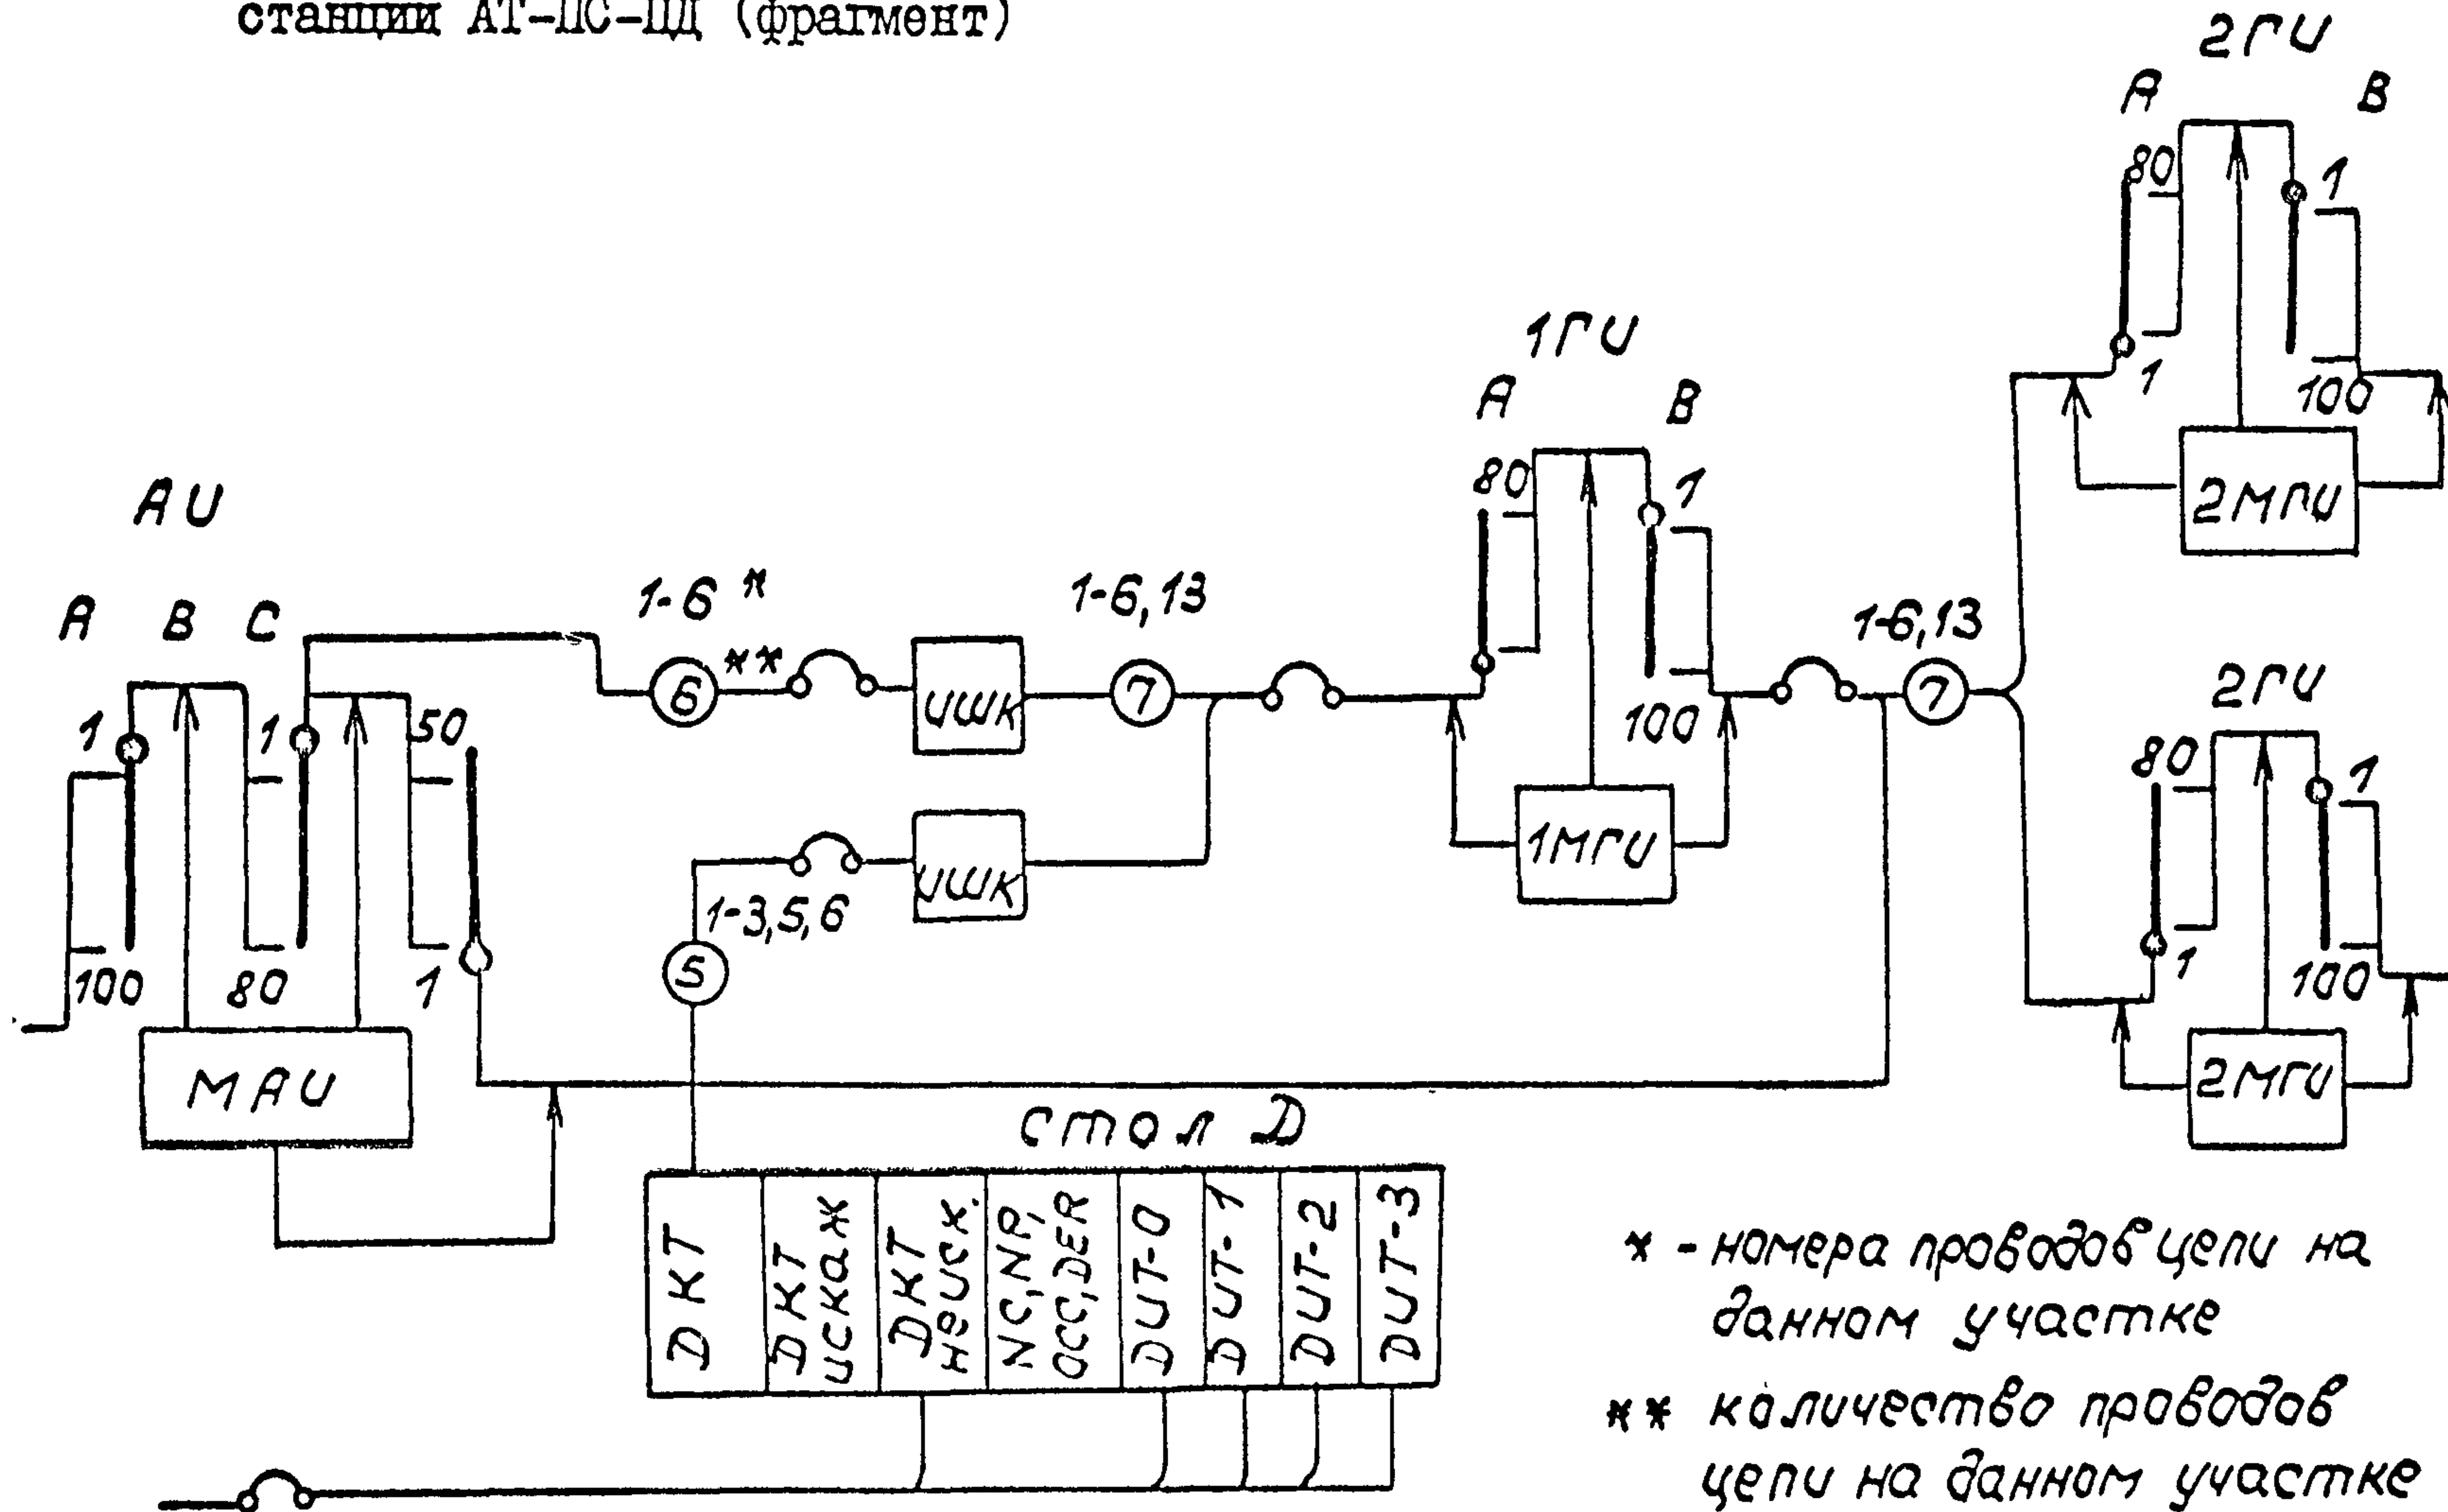 станции АТ-ПС-ПД (фрагмент)
2ГИ
A B
80 1
1 100
2МГИ
1ГИ
A B
80 1
100
1МГИ
АИ
A B C
1 1 50
100 80 1
МАИ
1-6 *
6 **
ИШК
1-6,13
7
ИШК
1-3,5,6
5
1-6,13
7
2ГИ
80 1
1 100
2МГИ
стол Д
ДКТ
ДКТ искаж
ДКТ неиск.
NC,NP,
OCC,DER
DUT-0
DUT-1
DUT-2
DUT-3
* - номера проводов цепи на
данном участке
** количество проводов
цепи на данном участке